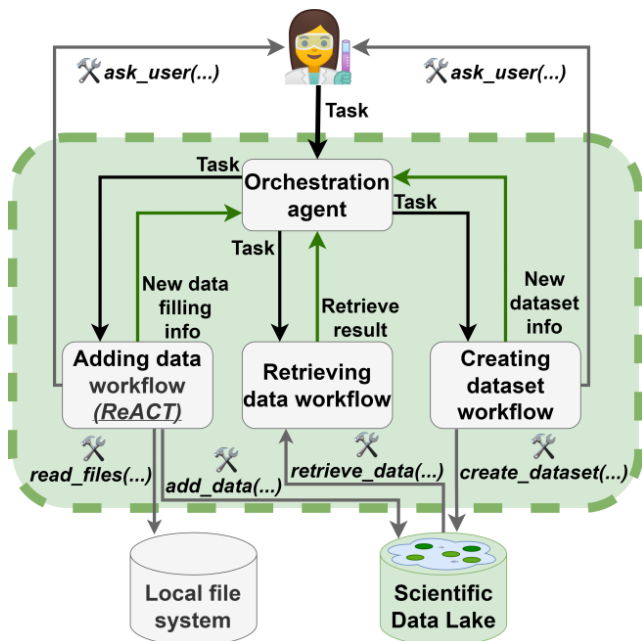 ask_user(...)
ask_user(...)
Task
Task
Orchestration
agent
Task
Task
New data
filling
info
Retrieve
result
New
dataset
info
Adding data
workflow
(ReACT)
Retrieving
data workflow
Creating
dataset
workflow
read_files(...)
add_data(...)
retrieve_data(...)
create_dataset(...)
Local file
system
Scientific
Data Lake